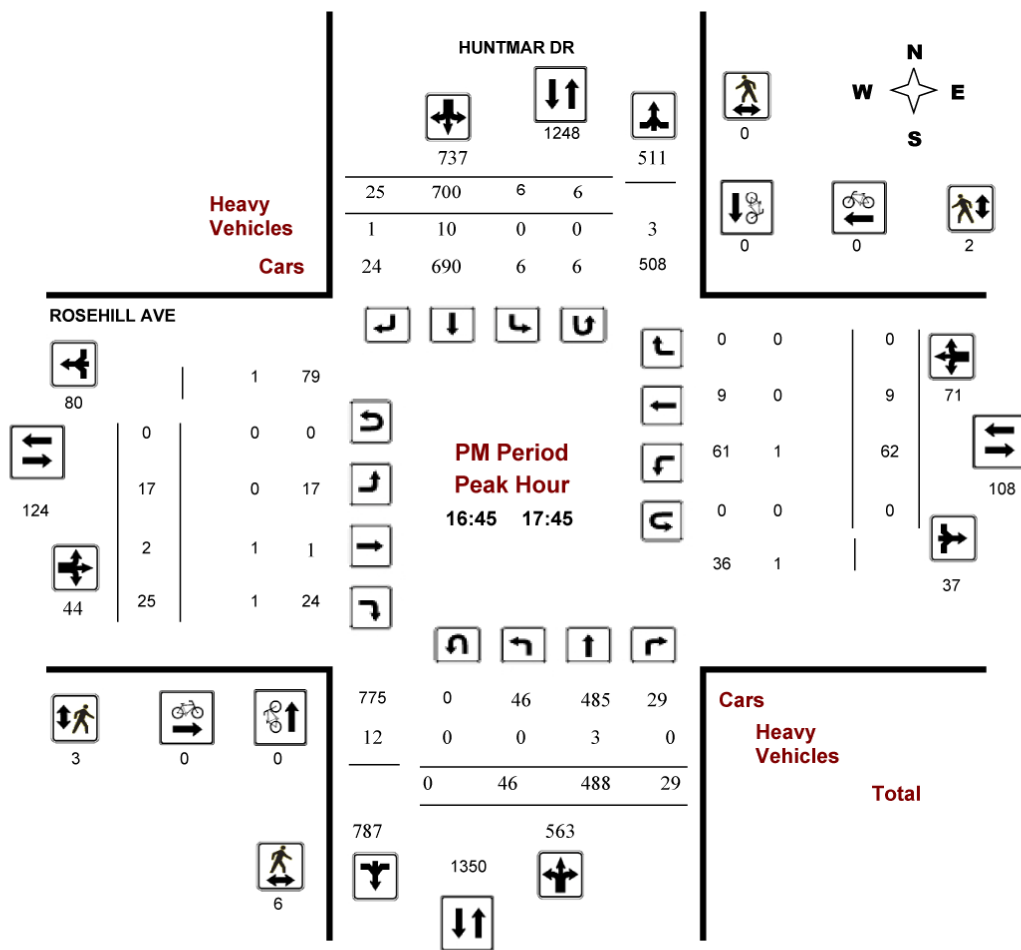 HUNTMAR DR
N
W E
S
1248
0
737 511
25 700 6 6
Heavy
Vehicles
1 10 0 0 3
0 0 2
Cars
24 690 6 6 508
ROSEHILL AVE
0 0 0
1 79
80
9 0 9
71
0 0 0
61 1 62
PM Period
Peak Hour
16:45 17:45
17 0 17
124
108
0 0 0
2 1 1
36 1
37
44
25 1 24
775 0 46 485 29
Cars
12 0 0 3 0
Heavy
Vehicles
3 0 0
0 46 488 29
Total
787 563
1350
6